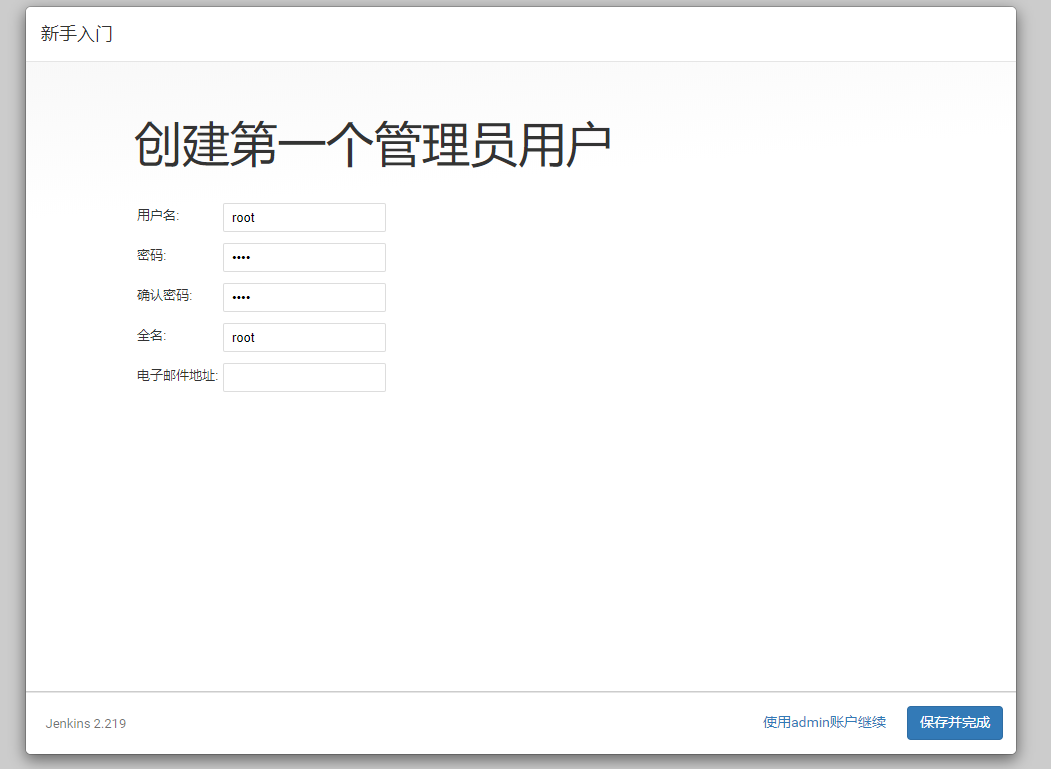 新手入门
创建第一个管理员用户
用户名: root
密码: ••••
确认密码: ••••
全名: root
电子邮件地址:
Jenkins 2.219 使用admin账户继续 保存并完成